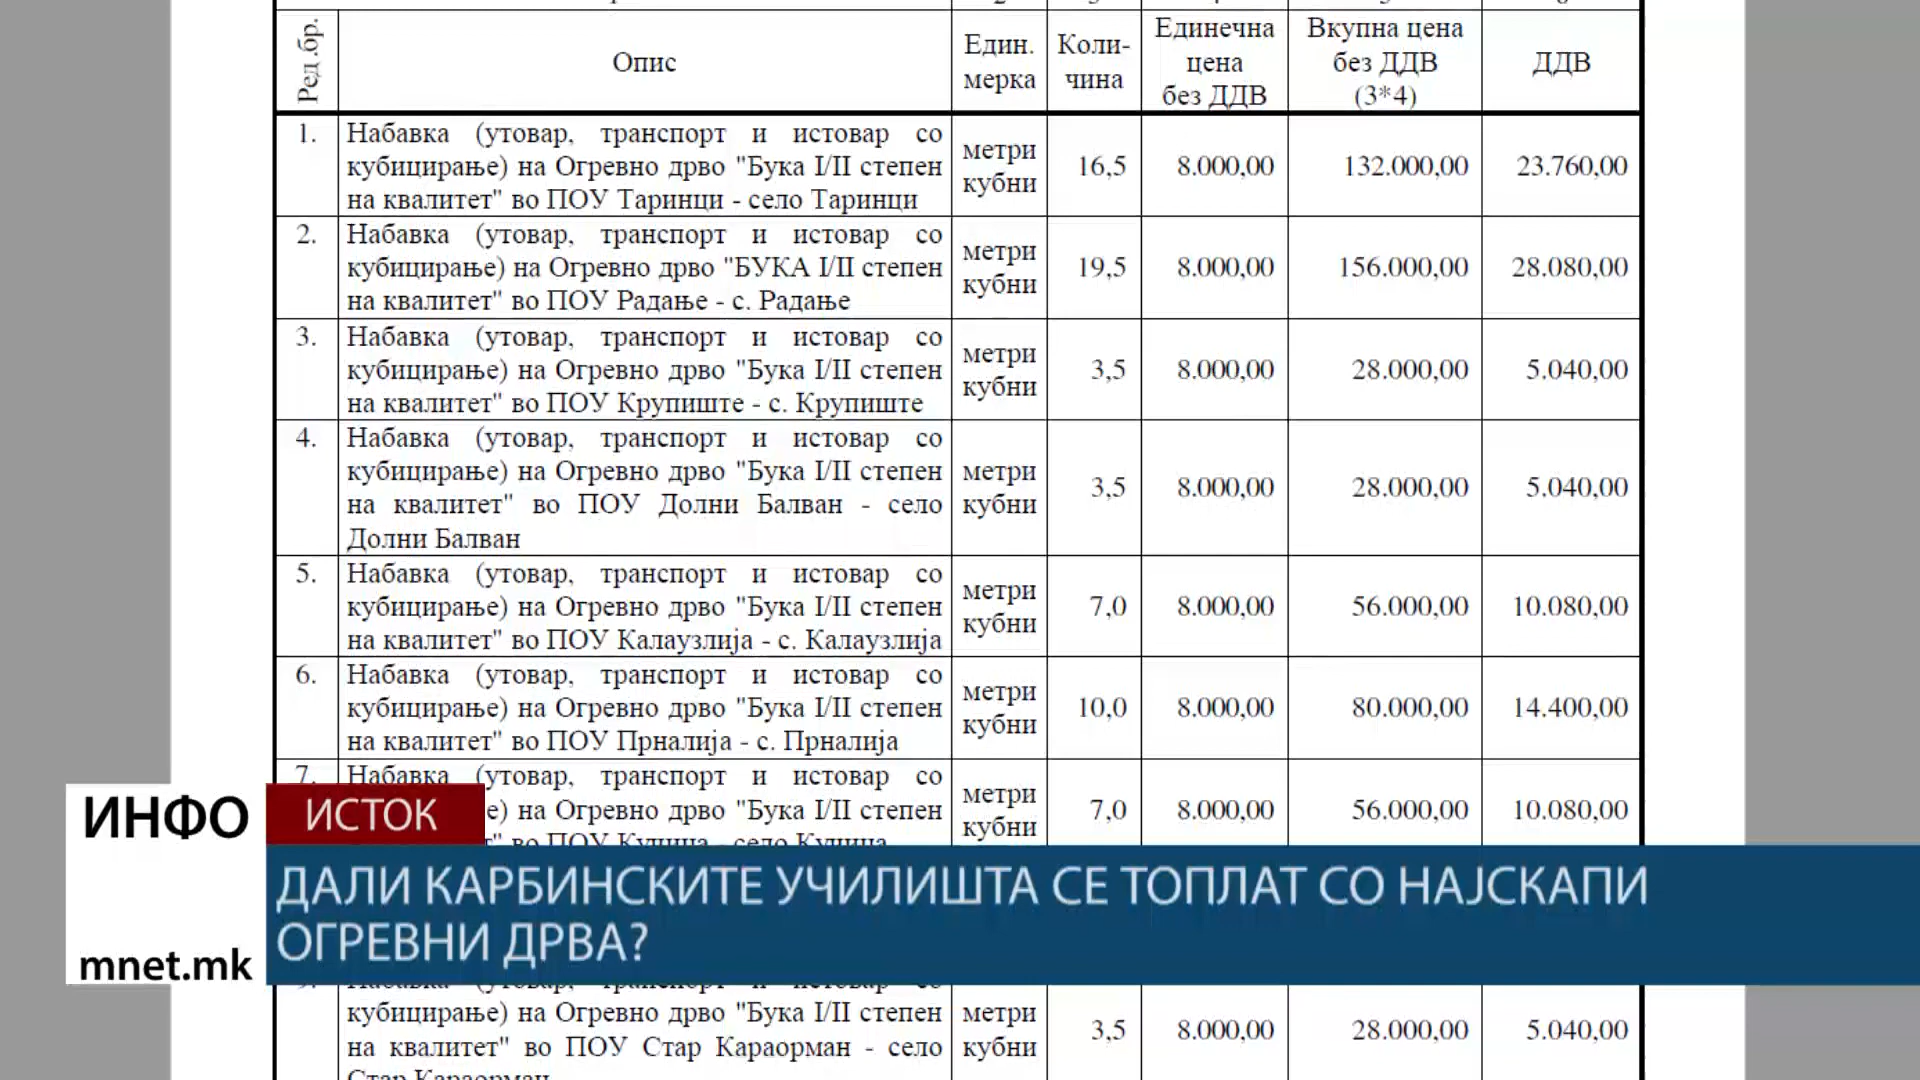 Ред.бр.
Опис
Един.
мерка
Коли-
чина
Единечна
цена
без ДДВ
Вкупна цена
без ДДВ
(3*4)
ДДВ
1.
Набавка (утовар, транспорт и истовар со
кубицирање) на Огревно дрво "Бука I/II степен
на квалитет" во ПОУ Таринци - село Таринци
метри
кубни
16,5
8.000,00
132.000,00
23.760,00
2.
Набавка (утовар, транспорт и истовар со
кубицирање) на Огревно дрво "БУКА I/II степен
на квалитет" во ПОУ Радање - с. Радање
метри
кубни
19,5
8.000,00
156.000,00
28.080,00
3.
Набавка (утовар, транспорт и истовар со
кубицирање) на Огревно дрво "Бука I/II степен
на квалитет" во ПОУ Крупиште - с. Крупиште
метри
кубни
3,5
8.000,00
28.000,00
5.040,00
4.
Набавка (утовар, транспорт и истовар со
кубицирање) на Огревно дрво "Бука I/II степен
на квалитет" во ПОУ Долни Балван - село
Долни Балван
метри
кубни
3,5
8.000,00
28.000,00
5.040,00
5.
Набавка (утовар, транспорт и истовар со
кубицирање) на Огревно дрво "Бука I/II степен
на квалитет" во ПОУ Калаузлија - с. Калаузлија
метри
кубни
7,0
8.000,00
56.000,00
10.080,00
6.
Набавка (утовар, транспорт и истовар со
кубицирање) на Огревно дрво "Бука I/II степен
на квалитет" во ПОУ Прналија - с. Прналија
метри
кубни
10,0
8.000,00
80.000,00
14.400,00
7.
Набавка (утовар, транспорт и истовар со
е) на Огревно дрво "Бука I/II степен
т" во ПОУ Кучица - село Кучица
метри
кубни
7,0
8.000,00
56.000,00
10.080,00
ИНФО
ИСТОК
ДАЛИ КАРБИНСКИТЕ УЧИЛИШТА СЕ ТОПЛАТ СО НАЈСКАПИ
ОГРЕВНИ ДРВА?
mnet.mk
кубицирање) на Огревно дрво "Бука I/II степен
на квалитет" во ПОУ Стар Караорман - село
Стар Караорман
метри
кубни
3,5
8.000,00
28.000,00
5.040,00